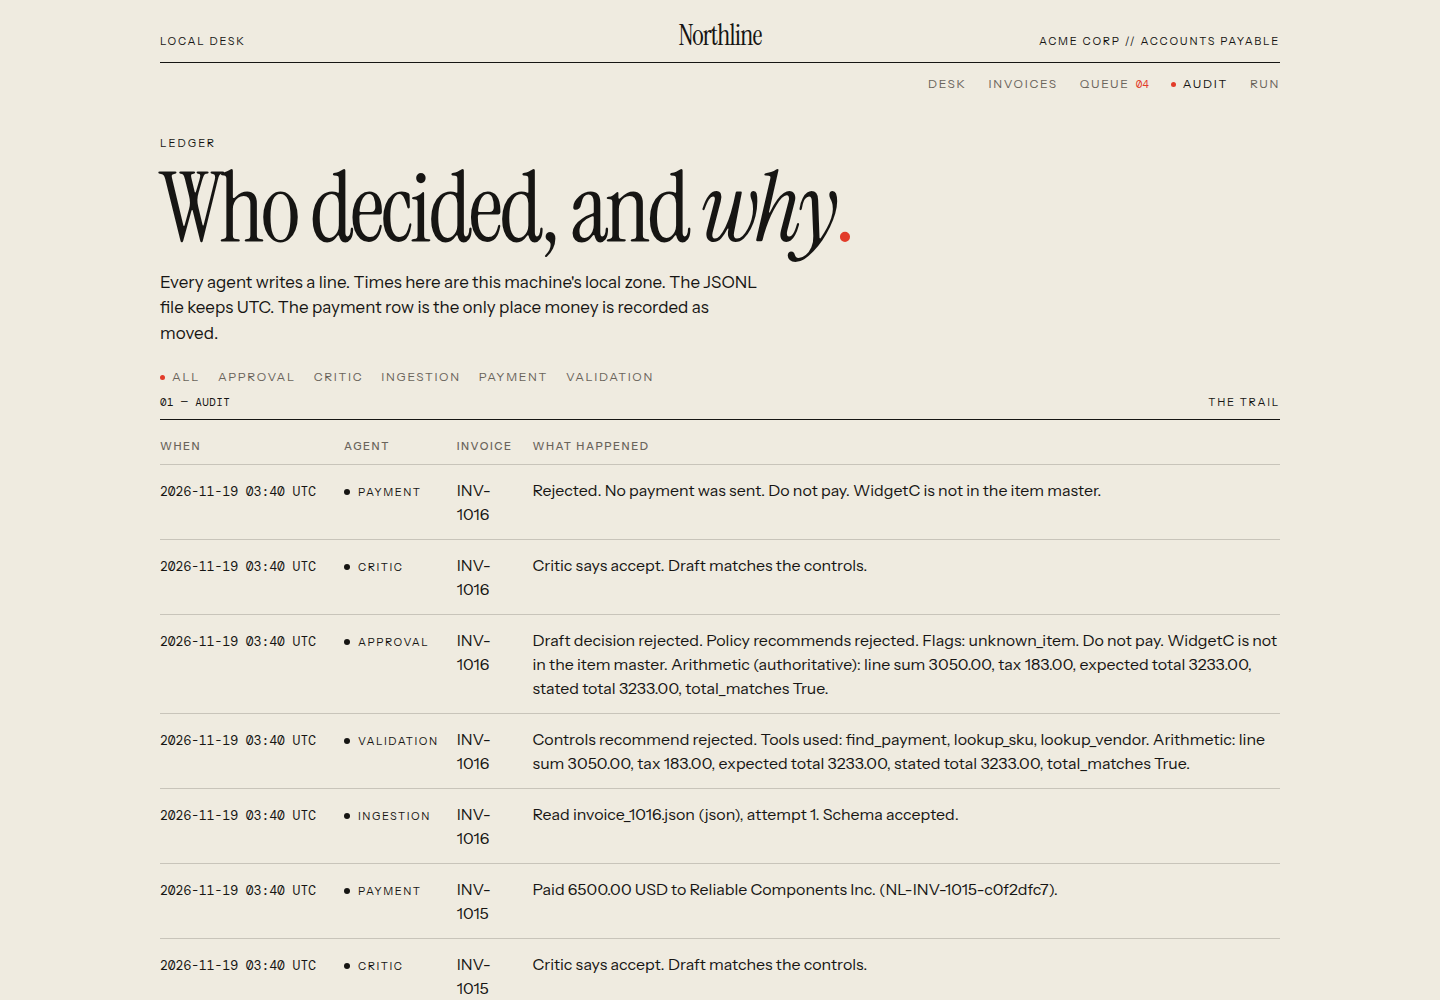 LOCAL DESK
Northline
ACME CORP // ACCOUNTS PAYABLE
DESK INVOICES QUEUE 04 AUDIT RUN
LEDGER
Who decided, and why.
Every agent writes a line. Times here are this machine's local zone. The JSONL
file keeps UTC. The payment row is the only place money is recorded as
moved.
ALL APPROVAL CRITIC INGESTION PAYMENT VALIDATION
01 — AUDIT THE TRAIL
WHEN AGENT INVOICE WHAT HAPPENED
2026-11-19 03:40 UTC PAYMENT INV-
1016
Rejected. No payment was sent. Do not pay. WidgetC is not in the item master.
2026-11-19 03:40 UTC CRITIC INV-
1016
Critic says accept. Draft matches the controls.
2026-11-19 03:40 UTC APPROVAL INV-
1016
Draft decision rejected. Policy recommends rejected. Flags: unknown_item. Do not pay. WidgetC is not
in the item master. Arithmetic (authoritative): line sum 3050.00, tax 183.00, expected total 3233.00,
stated total 3233.00, total_matches True.
2026-11-19 03:40 UTC VALIDATION INV-
1016
Controls recommend rejected. Tools used: find_payment, lookup_sku, lookup_vendor. Arithmetic: line
sum 3050.00, tax 183.00, expected total 3233.00, stated total 3233.00, total_matches True.
2026-11-19 03:40 UTC INGESTION INV-
1016
Read invoice_1016.json (json), attempt 1. Schema accepted.
2026-11-19 03:40 UTC PAYMENT INV-
1015
Paid 6500.00 USD to Reliable Components Inc. (NL-INV-1015-c0f2dfc7).
2026-11-19 03:40 UTC CRITIC INV-
1015
Critic says accept. Draft matches the controls.